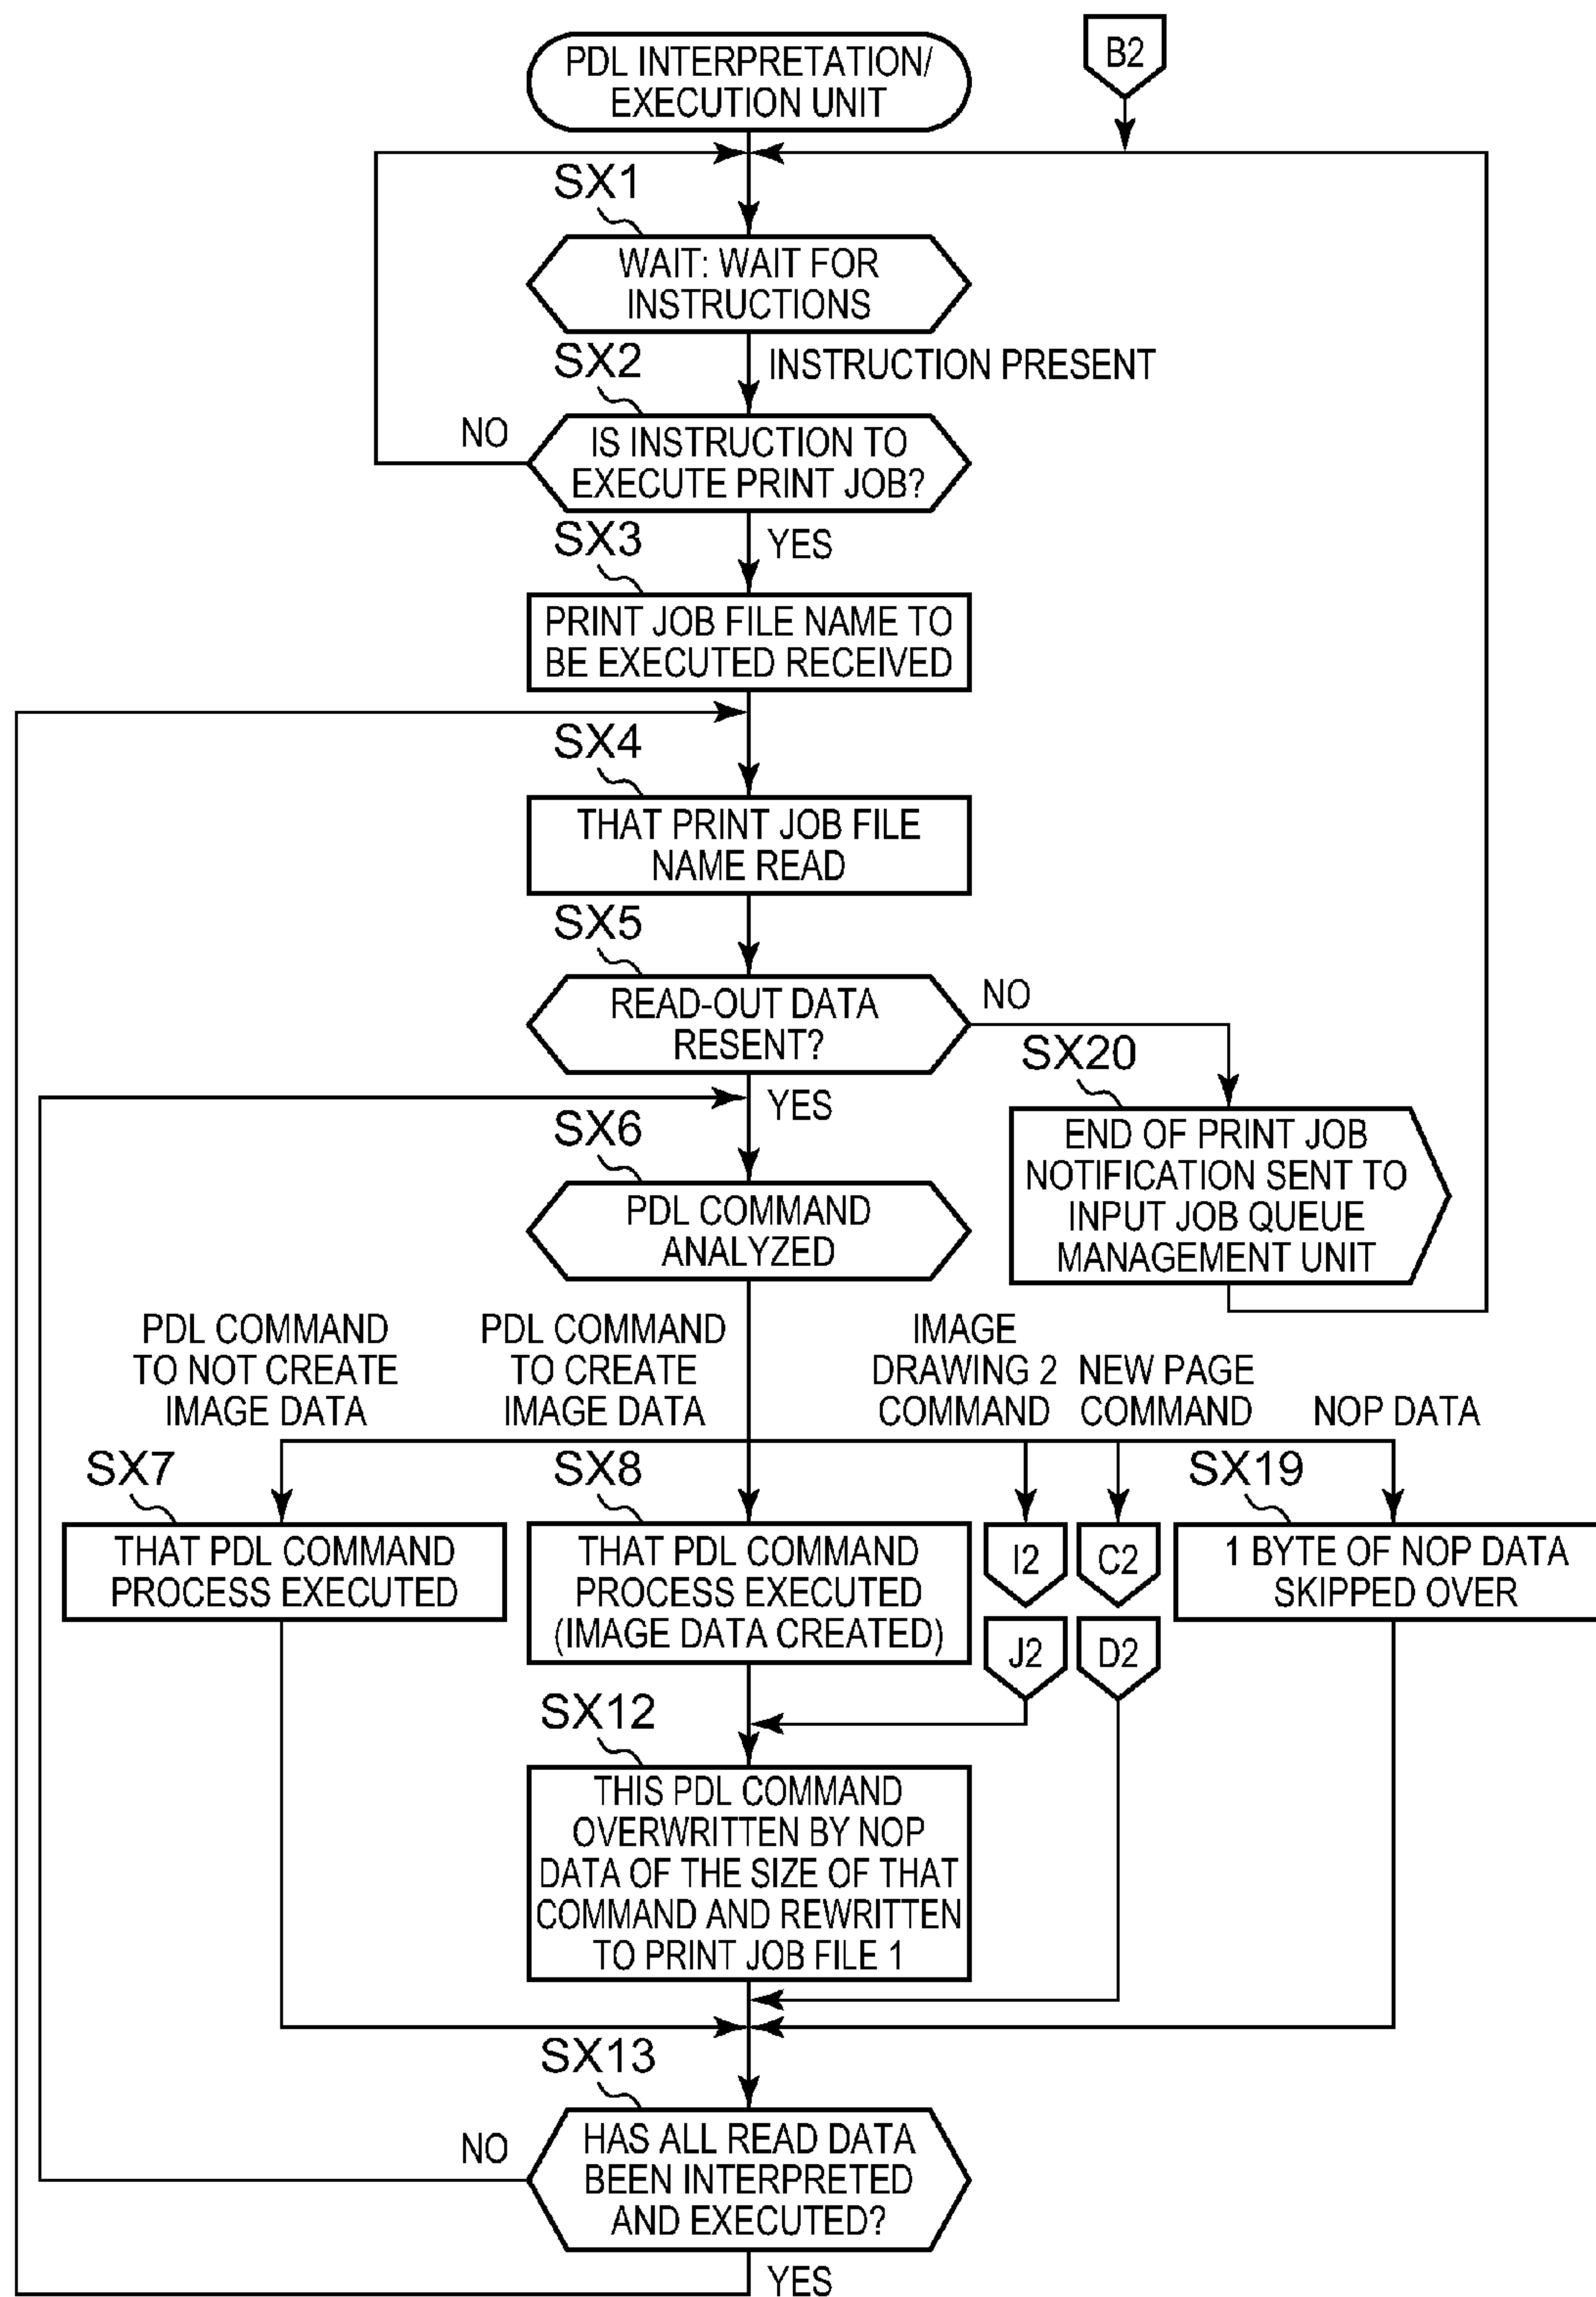 PDL INTERPRETATION/
EXECUTION UNIT
B2
SX1
WAIT: WAIT FOR
INSTRUCTIONS
SX2
INSTRUCTION PRESENT
NO
IS INSTRUCTION TO
EXECUTE PRINT JOB?
SX3
YES
PRINT JOB FILE NAME TO
BE EXECUTED RECEIVED
SX4
THAT PRINT JOB FILE
NAME READ
SX5
READ-OUT DATA
RESENT?
NO
SX20
YES
SX6
END OF PRINT JOB
NOTIFICATION SENT TO
INPUT JOB QUEUE
MANAGEMENT UNIT
PDL COMMAND
ANALYZED
PDL COMMAND
TO NOT CREATE
IMAGE DATA
PDL COMMAND
TO CREATE
IMAGE DATA
IMAGE
DRAWING 2
COMMAND
NEW PAGE
COMMAND
NOP DATA
SX7
SX8
SX19
THAT PDL COMMAND
PROCESS EXECUTED
THAT PDL COMMAND
PROCESS EXECUTED
(IMAGE DATA CREATED)
I2
C2
1 BYTE OF NOP DATA
SKIPPED OVER
J2
D2
SX12
THIS PDL COMMAND
OVERWRITTEN BY NOP
DATA OF THE SIZE OF THAT
COMMAND AND REWRITTEN
TO PRINT JOB FILE 1
SX13
NO
HAS ALL READ DATA
BEEN INTERPRETED
AND EXECUTED?
YES